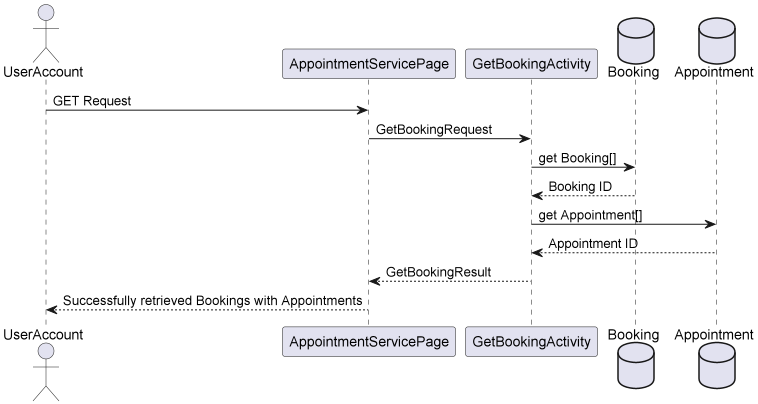 UserAccount
AppointmentServicePage
GetBookingActivity
Booking
Appointment
GET Request
GetBookingRequest
get Booking[]
Booking ID
get Appointment[]
Appointment ID
GetBookingResult
Successfully retrieved Bookings with Appointments
UserAccount
AppointmentServicePage
GetBookingActivity
Booking
Appointment